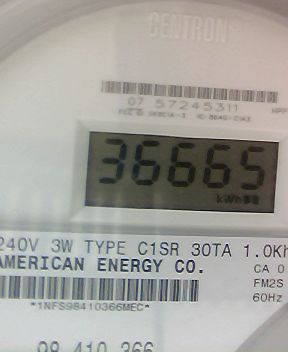 CENTRON
07 57245311
36665
kWh
240V 3W TYPE C1SR 30TA 1.0Kh
AMERICAN ENERGY CO.
CA 0
FM2S
60Hz
*1NFS98410366MEC*
98 410 366